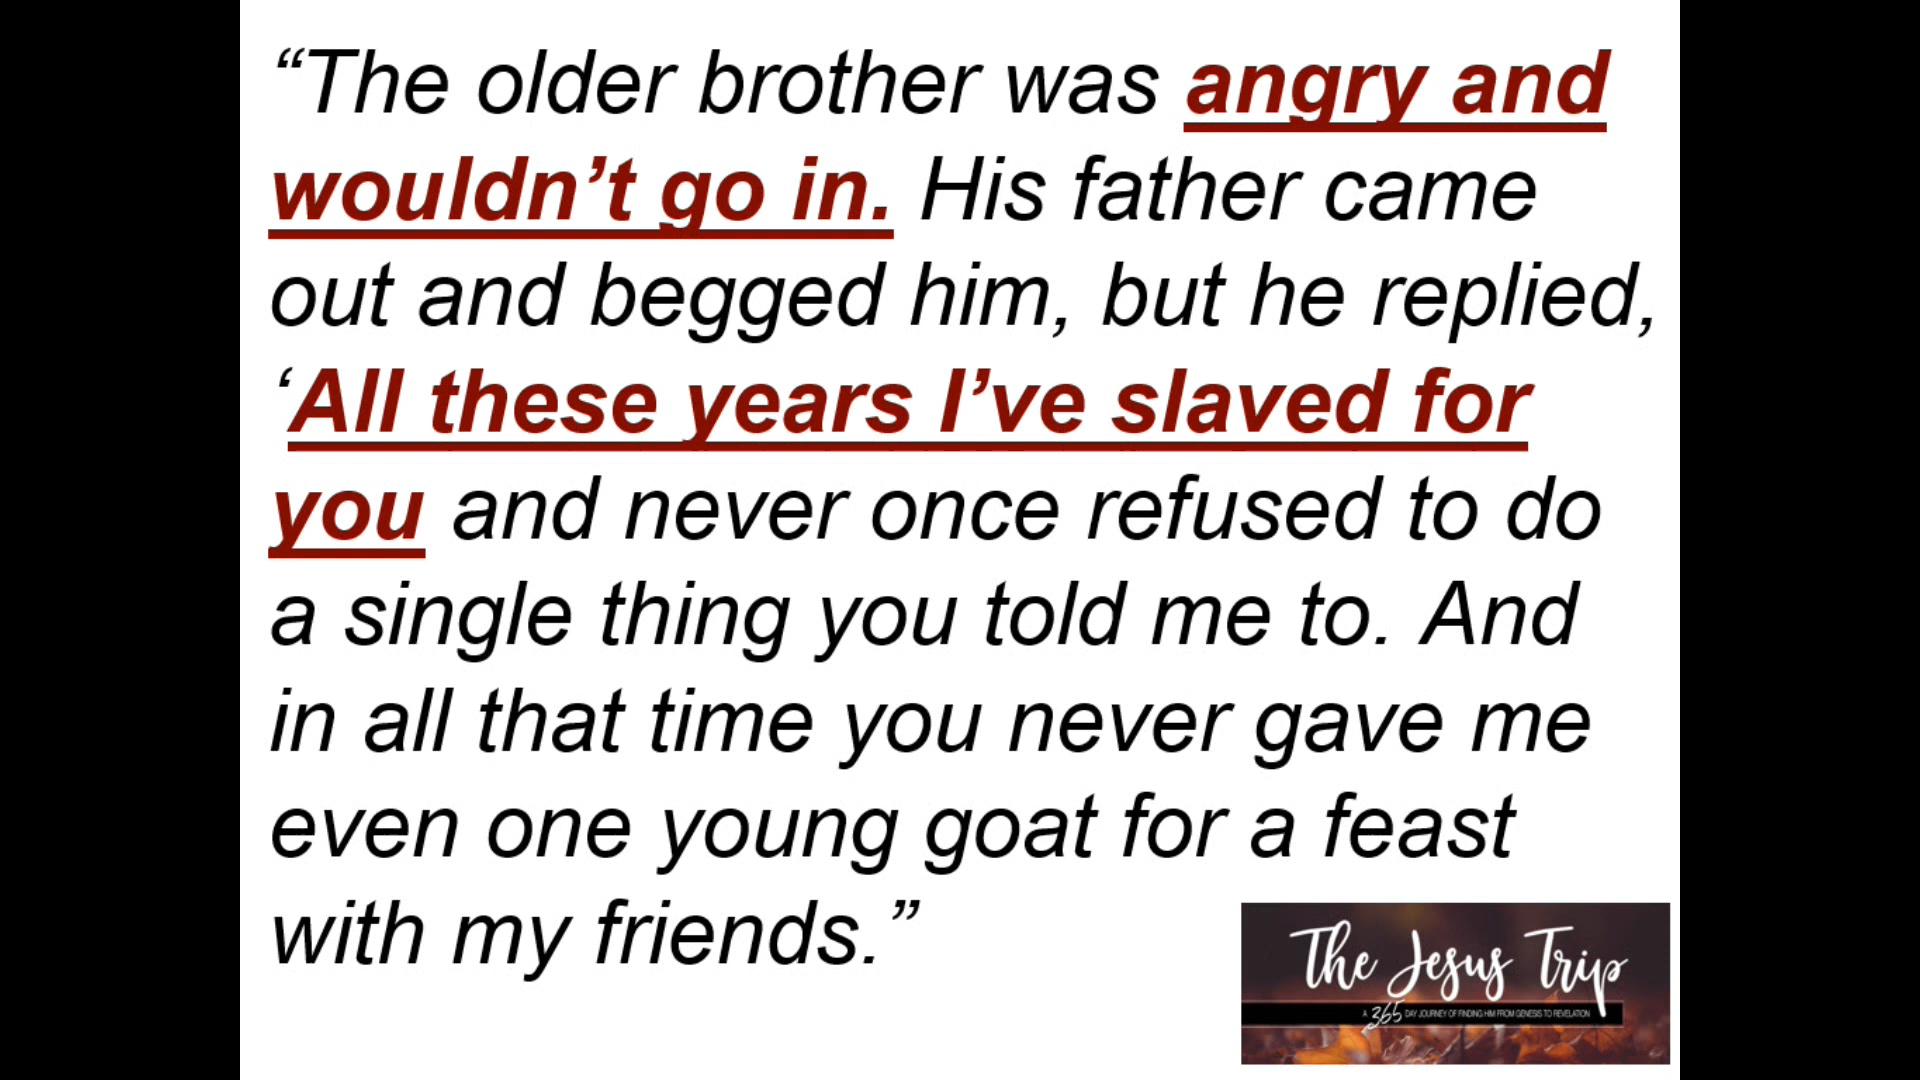 “The older brother was angry and
wouldn’t go in. His father came
out and begged him, but he replied,
‘All these years I’ve slaved for
you and never once refused to do
a single thing you told me to. And
in all that time you never gave me
even one young goat for a feast
with my friends.”
The Jesus Trip
A 365 DAY JOURNEY OF FINDING HIM FROM GENESIS TO REVELATION